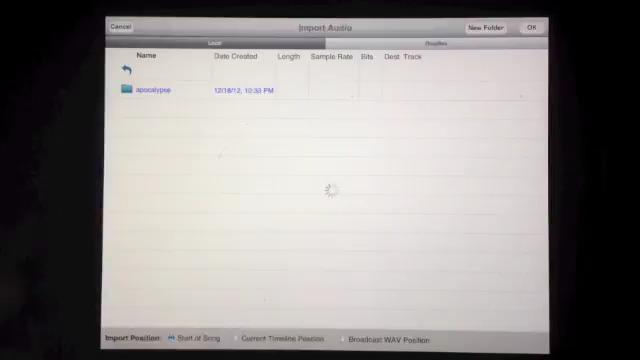 Cancel Import Audio New Folder OK
Local Dropbox
Name Date Created Length Sample Rate Bits Dest Track
apocalypse 12/18/12, 10:33 PM
Import Position: Start of Song Current Timeline Position Broadcast WAV Position